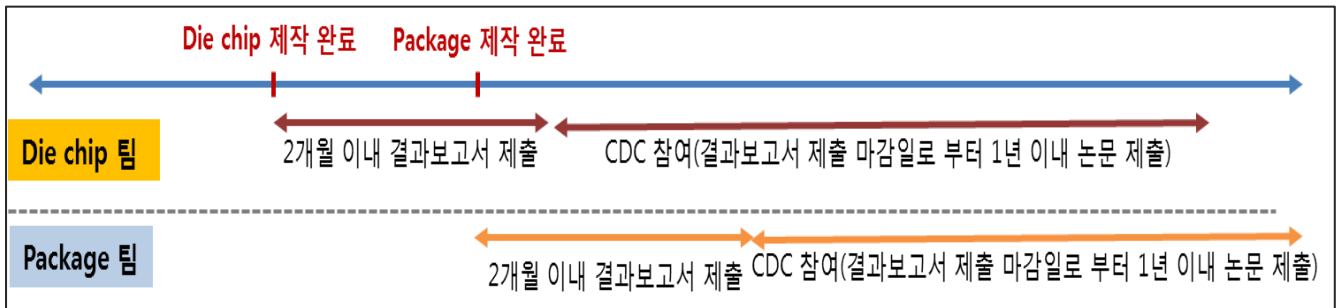 Die chip 제작 완료
Package 제작 완료
Die chip 팀
2개월 이내 결과보고서 제출
CDC 참여(결과보고서 제출 마감일로 부터 1년 이내 논문 제출)
Package 팀
2개월 이내 결과보고서 제출
CDC 참여(결과보고서 제출 마감일로 부터 1년 이내 논문 제출)